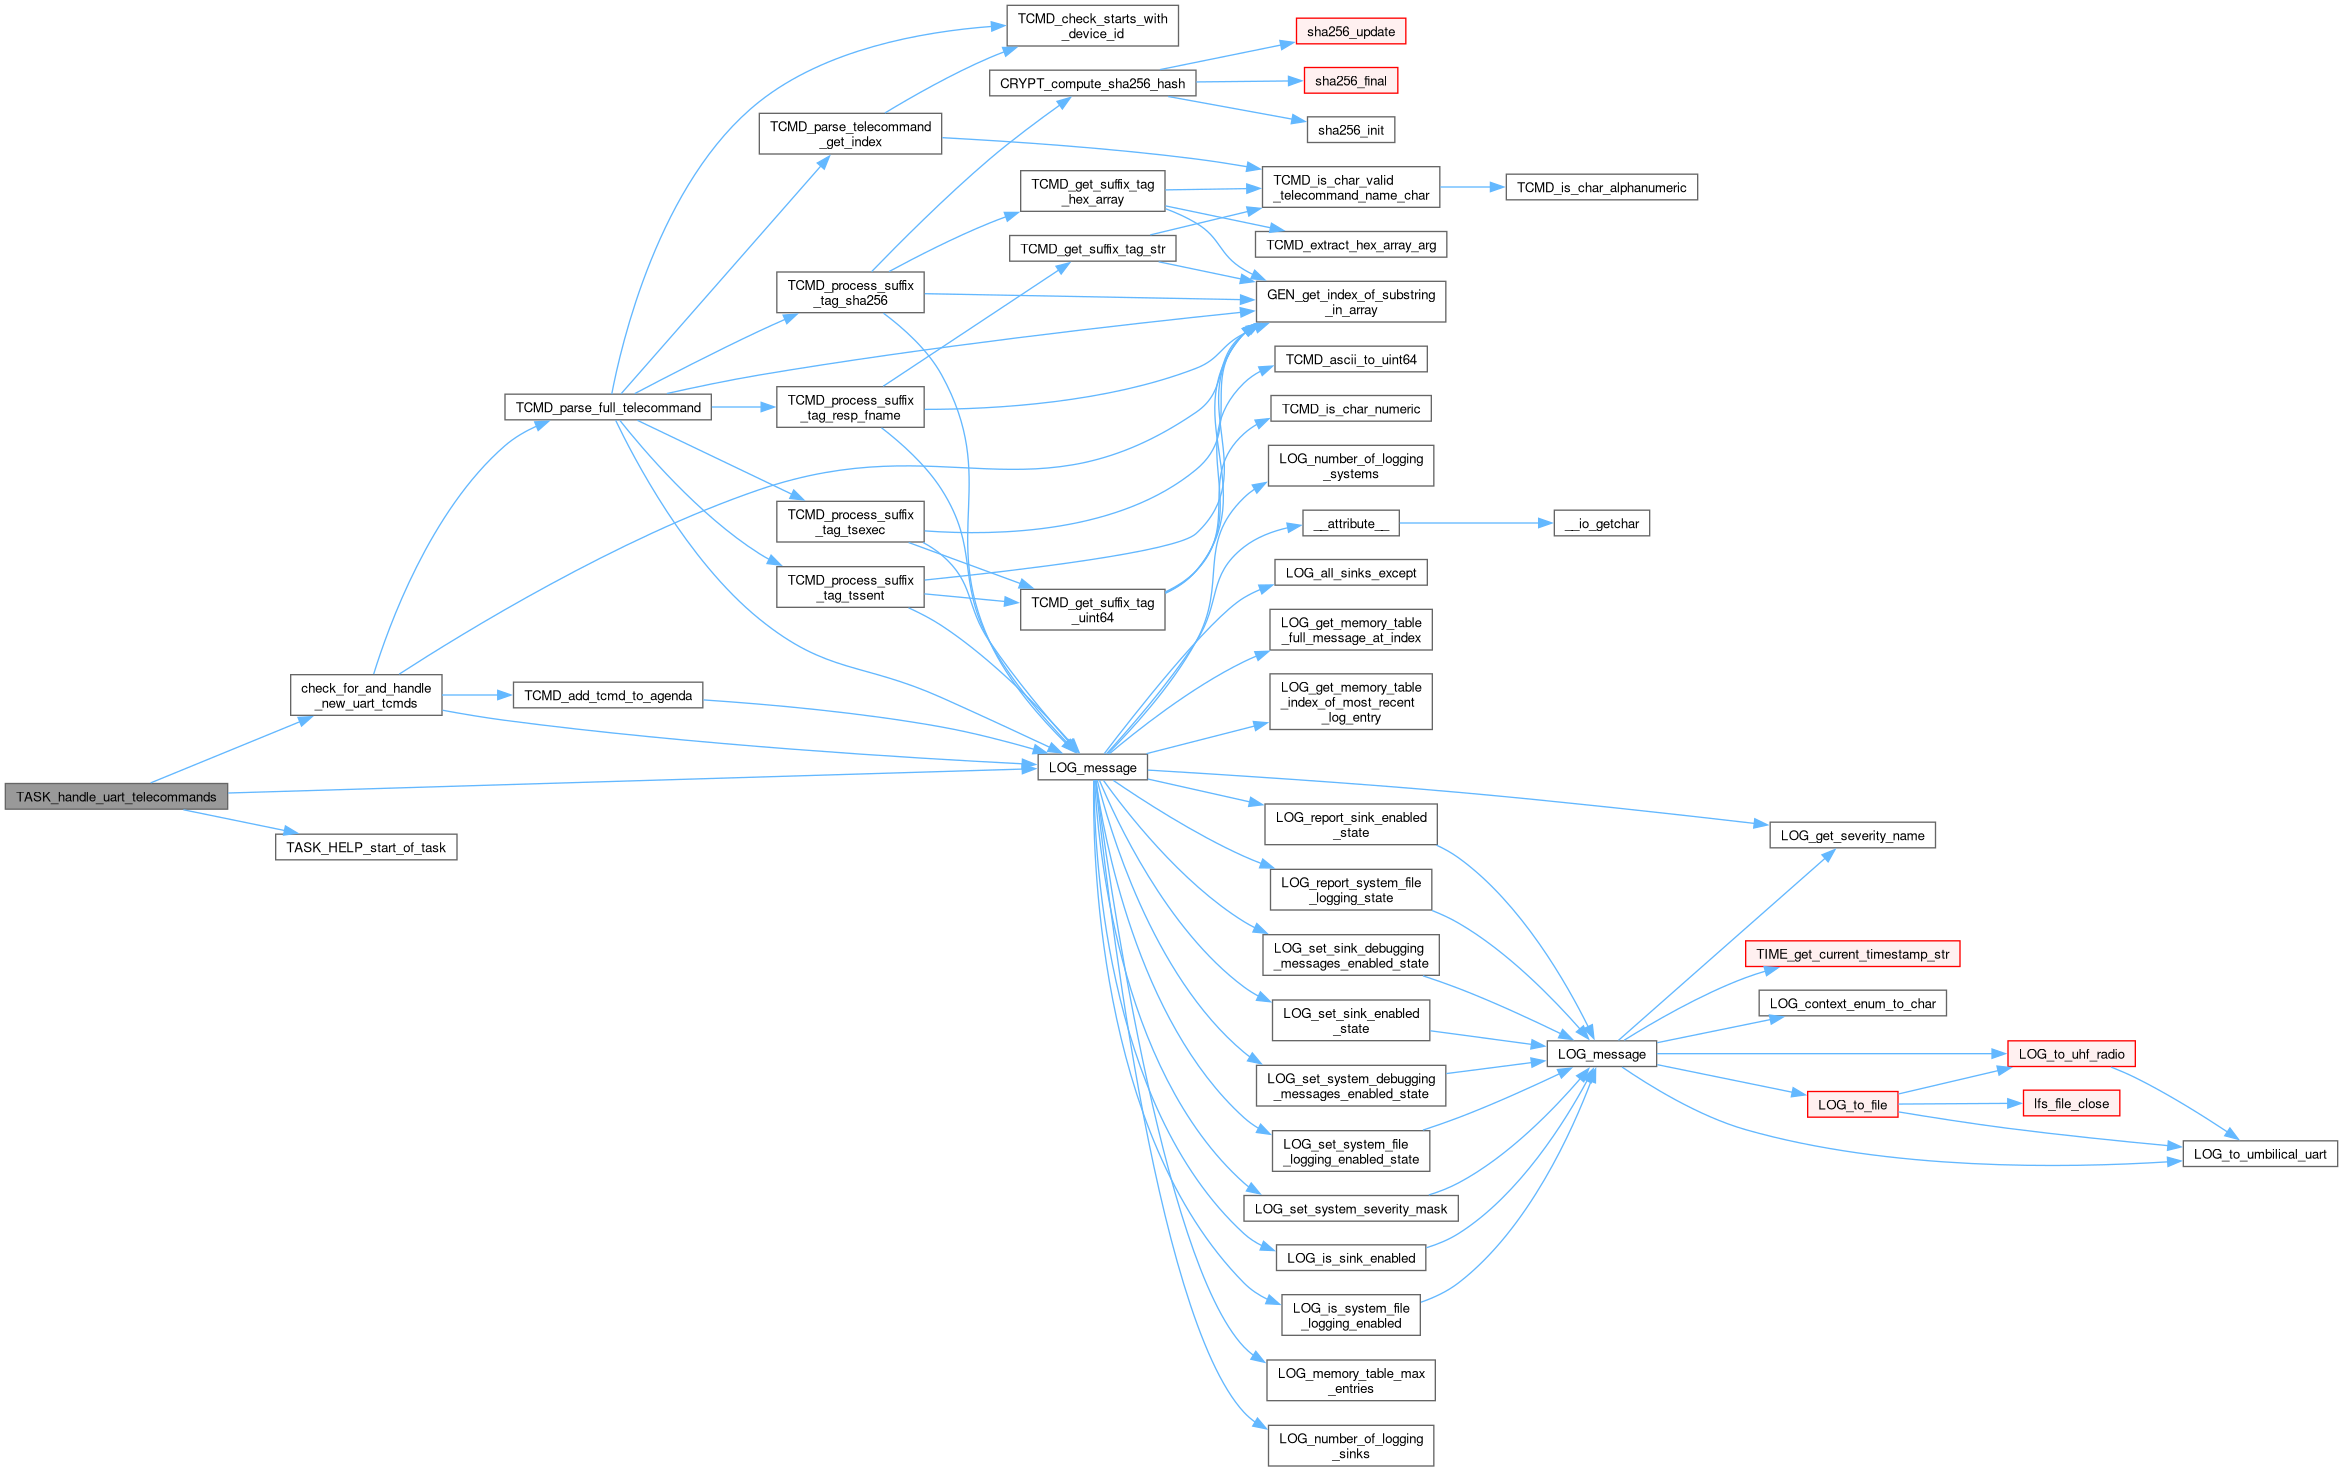 TCMD_check_starts_with
_device_id
sha256_update
CRYPT_compute_sha256_hash
sha256_final
sha256_init
TCMD_parse_telecommand
_get_index
TCMD_get_suffix_tag
_hex_array
TCMD_is_char_valid
_telecommand_name_char
TCMD_is_char_alphanumeric
TCMD_get_suffix_tag_str
TCMD_extract_hex_array_arg
TCMD_process_suffix
_tag_sha256
GEN_get_index_of_substring
_in_array
TCMD_ascii_to_uint64
TCMD_parse_full_telecommand
TCMD_process_suffix
_tag_resp_fname
TCMD_is_char_numeric
LOG_number_of_logging
_systems
TCMD_process_suffix
_tag_tsexec
__attribute__
__io_getchar
TCMD_process_suffix
_tag_tssent
LOG_all_sinks_except
TCMD_get_suffix_tag
_uint64
LOG_get_memory_table
_full_message_at_index
check_for_and_handle
_new_uart_tcmds
TCMD_add_tcmd_to_agenda
LOG_get_memory_table
_index_of_most_recent
_log_entry
LOG_message
TASK_handle_uart_telecommands
LOG_report_sink_enabled
_state
LOG_get_severity_name
TASK_HELP_start_of_task
LOG_report_system_file
_logging_state
LOG_set_sink_debugging
_messages_enabled_state
TIME_get_current_timestamp_str
LOG_set_sink_enabled
_state
LOG_context_enum_to_char
LOG_message
LOG_to_uhf_radio
LOG_set_system_debugging
_messages_enabled_state
LOG_to_file
lfs_file_close
LOG_set_system_file
_logging_enabled_state
LOG_to_umbilical_uart
LOG_set_system_severity_mask
LOG_is_sink_enabled
LOG_is_system_file
_logging_enabled
LOG_memory_table_max
_entries
LOG_number_of_logging
_sinks